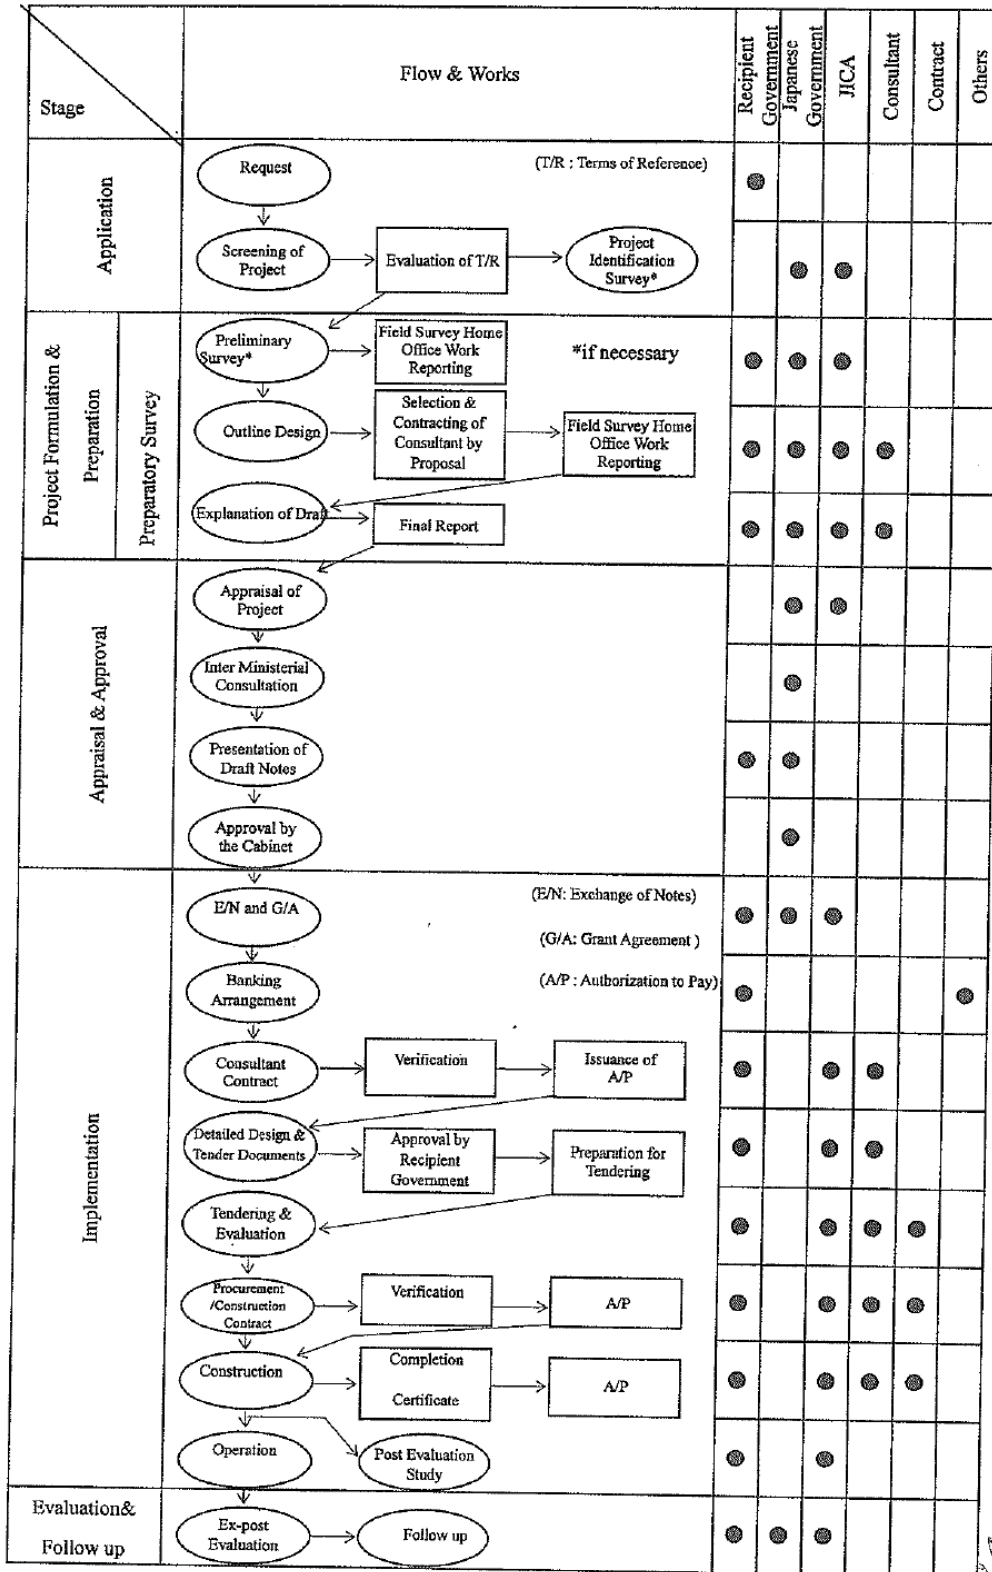 Stage
Flow & Works
Recipient
Government
Japanese
Government
JICA
Consultant
Contract
Others
Application
Request
(T/R : Terms of Reference)
Screening of
Project
Evaluation of T/R
Project
Identification
Survey*
Project Formulation &
Preparation
Preparatory Survey
Preliminary
Survey*
Field Survey Home
Office Work
Reporting
*if necessary
Outline Design
Selection &
Contracting of
Consultant by
Proposal
Field Survey Home
Office Work
Reporting
Explanation of Draft
Final Report
Appraisal & Approval
Appraisal of
Project
Inter Ministerial
Consultation
Presentation of
Draft Notes
Approval by
the Cabinet
Implementation
E/N and G/A
(E/N: Exchange of Notes)
(G/A: Grant Agreement )
(A/P : Authorization to Pay)
Banking
Arrangement
Consultant
Contract
Verification
Issuance of
A/P
Detailed Design &
Tender Documents
Approval by
Recipient
Government
Preparation for
Tendering
Tendering &
Evaluation
Procurement
/Construction
Contract
Verification
A/P
Construction
Completion
Certificate
A/P
Operation
Post Evaluation
Study
Evaluation&
Follow up
Ex-post
Evaluation
Follow up